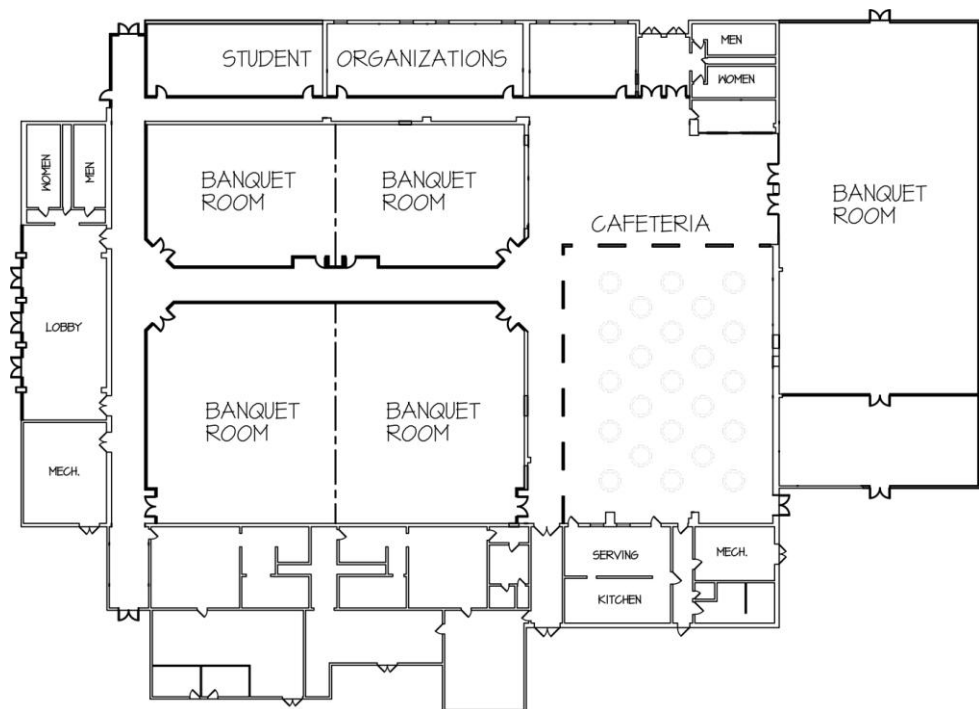 STUDENT ORGANIZATIONS
MEN
WOMEN
WOMEN
MEN
BANQUET
ROOM
BANQUET
ROOM
BANQUET
ROOM
CAFETERIA
LOBBY
BANQUET
ROOM
BANQUET
ROOM
MECH.
SERVING
KITCHEN
MECH.